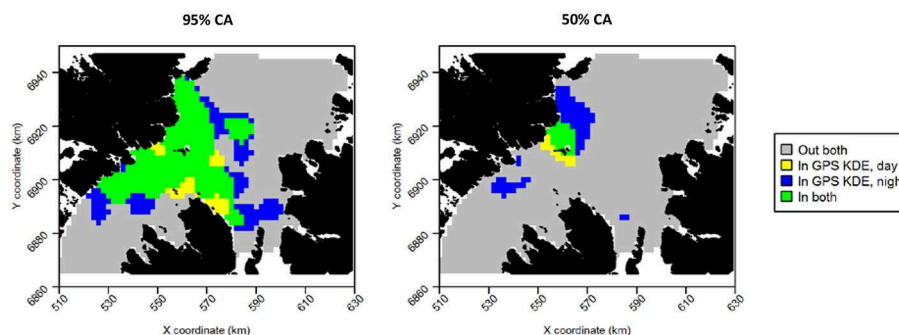 95% CA
50% CA
Y coordinate (km)
6860 6880 6900 6920 6940
510 530 550 570 590 610 630
X coordinate (km)
Y coordinate (km)
6860 6880 6900 6920 6940
510 530 550 570 590 610 630
X coordinate (km)
Out both
In GPS KDE, day
In GPS KDE, nigh
In both